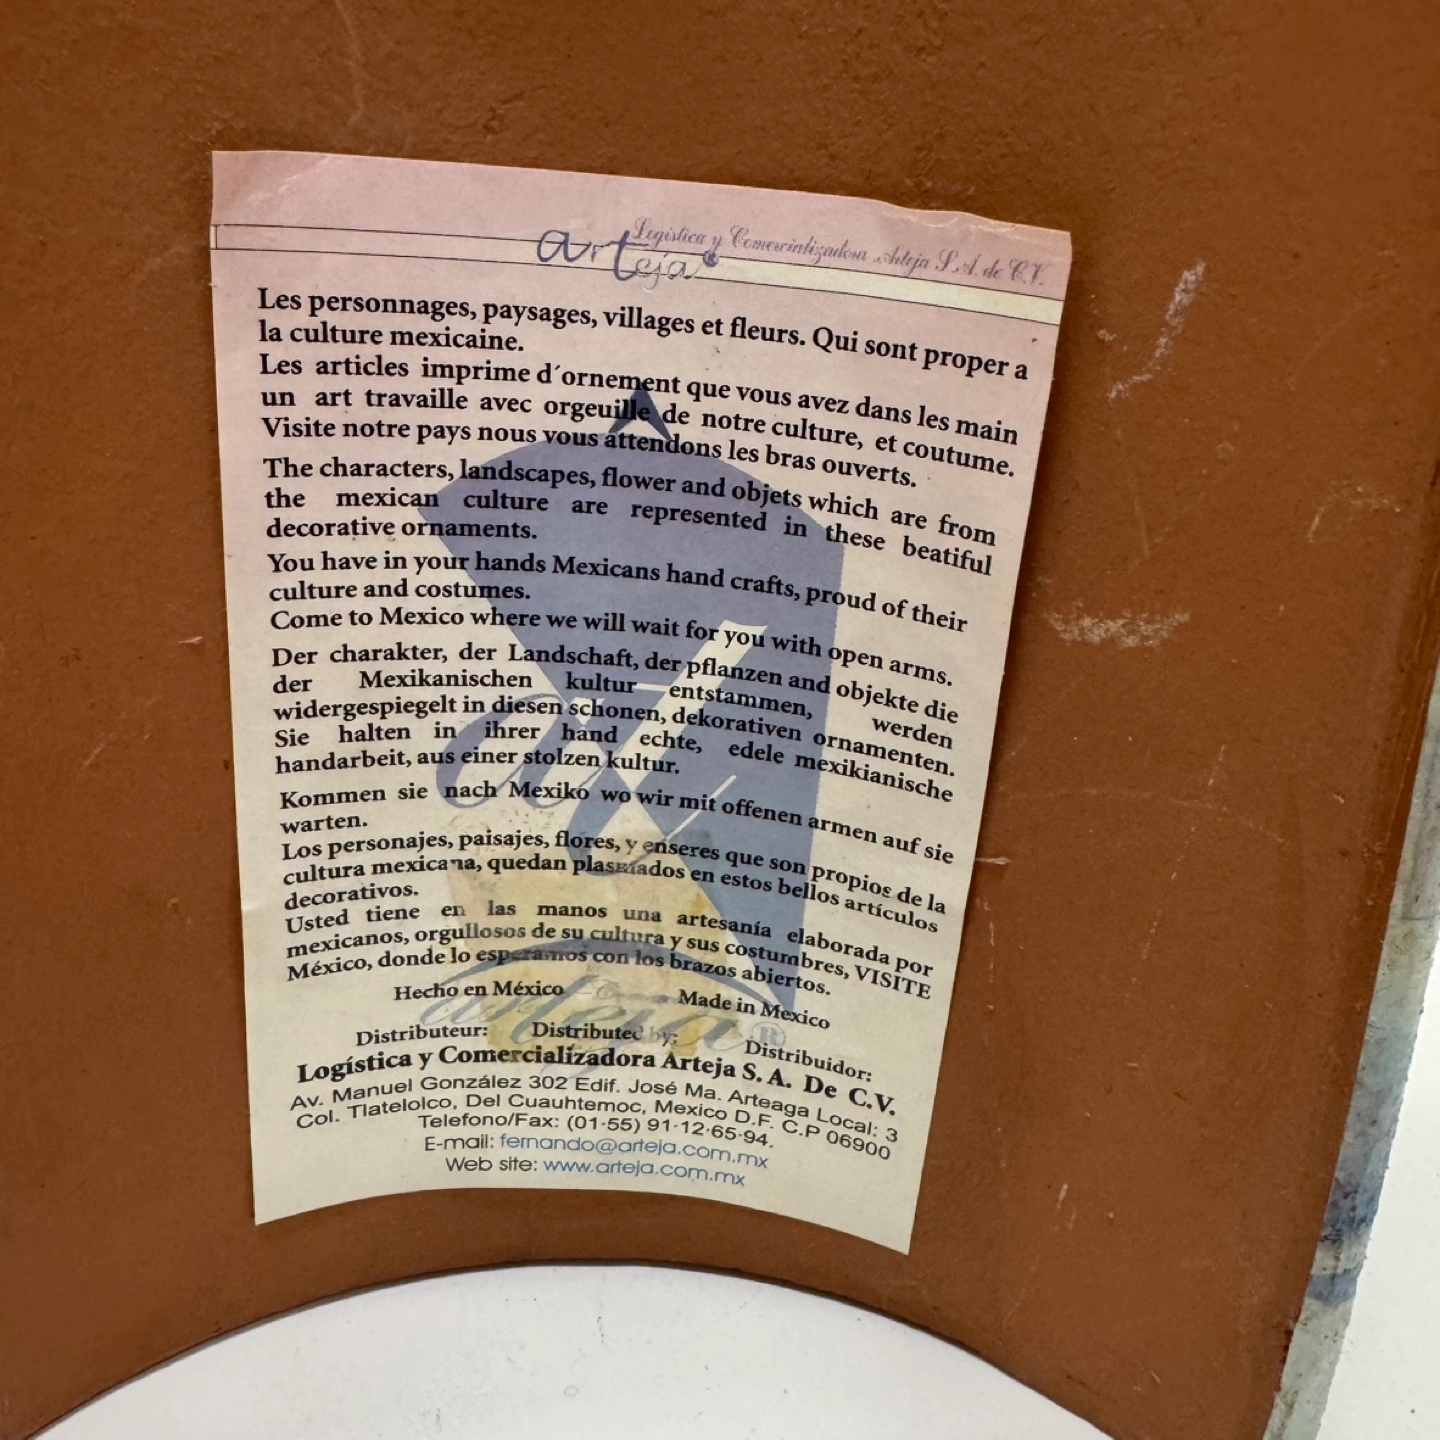 arteja
Logística y Comercializadora Arteja S.A. de C.V.
Les personnages, paysages, villages et fleurs. Qui sont proper a
la culture mexicaine.
Les articles imprime d´ornement que vous avez dans les main
un art travaille avec orgeuille de notre culture, et coutume.
Visite notre pays nous vous attendons les bras ouverts.
The characters, landscapes, flower and objets which are from
the mexican culture are represented in these beatiful
decorative ornaments.
You have in your hands Mexicans hand crafts, proud of their
culture and costumes.
Come to Mexico where we will wait for you with open arms.
Der charakter, der Landschaft, der pflanzen and objekte die
der Mexikanischen kultur entstammen, werden
widergespiegelt in diesen schonen, dekorativen ornamenten.
Sie halten in ihrer hand echte, edele mexikianische
handarbeit, aus einer stolzen kultur.
Kommen sie nach Mexiko wo wir mit offenen armen auf sie
warten.
Los personajes, paisajes, flores, y enseres que son propios de la
cultura mexicana, quedan plasmados en estos bellos artículos
decorativos.
Usted tiene en las manos una artesanía elaborada por
mexicanos, orgullosos de su cultura y sus costumbres, VISITE
México, donde lo esperamos con los brazos abiertos.
Hecho en México Made in Mexico
arteja®
Distributeur: Distributed by: Distribuidor:
Logística y Comercializadora Arteja S. A. De C.V.
Av. Manuel González 302 Edif. José Ma. Arteaga Local: 3
Col. Tlatelolco, Del Cuauhtemoc, Mexico D.F. C.P 06900
Telefono/Fax: (01-55) 91-12-65-94.
E-mail: fernando@arteja.com.mx
Web site: www.arteja.com.mx